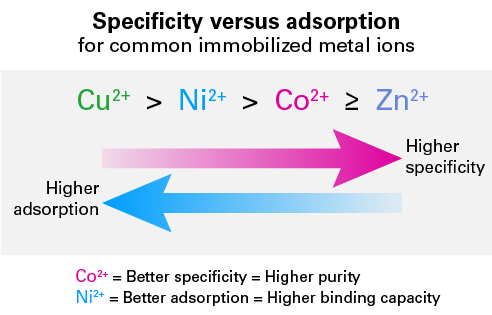 Specificity versus adsorption
for common immobilized metal ions
Cu²⁺ > Ni²⁺ > Co²⁺ ≥ Zn²⁺
Higher
specificity
Higher
adsorption
Co²⁺ = Better specificity = Higher purity
Ni²⁺ = Better adsorption = Higher binding capacity